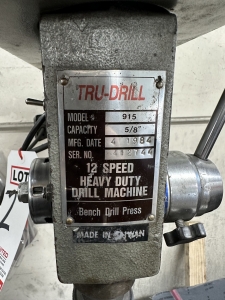 TRU-DRILL
MODEL# 915
CAPACITY 5/8"
MFG. DATE 4 1984
SER. NO.
12 SPEED
HEAVY DUTY
DRILL MACHINE
Bench Drill Press
MADE IN TAIWAN
LOT